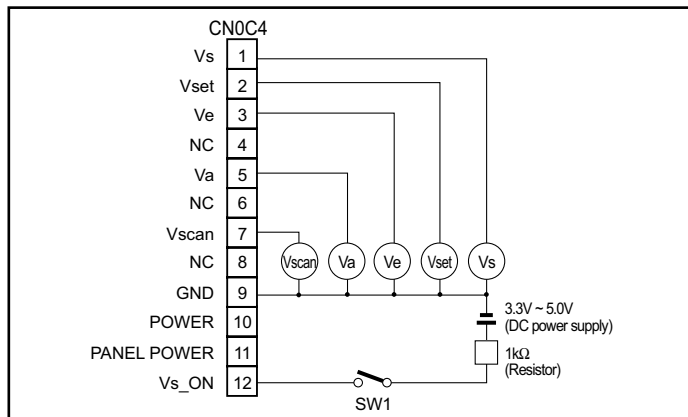 CN0C4
Vs 1
Vset 2
Ve 3
NC 4
Va 5
NC 6
Vscan 7
NC 8
GND 9
POWER 10
PANEL POWER 11
Vs_ON 12
Vscan Va Ve Vset Vs
3.3V ~ 5.0V
(DC power supply)
1kΩ
(Resistor)
SW1